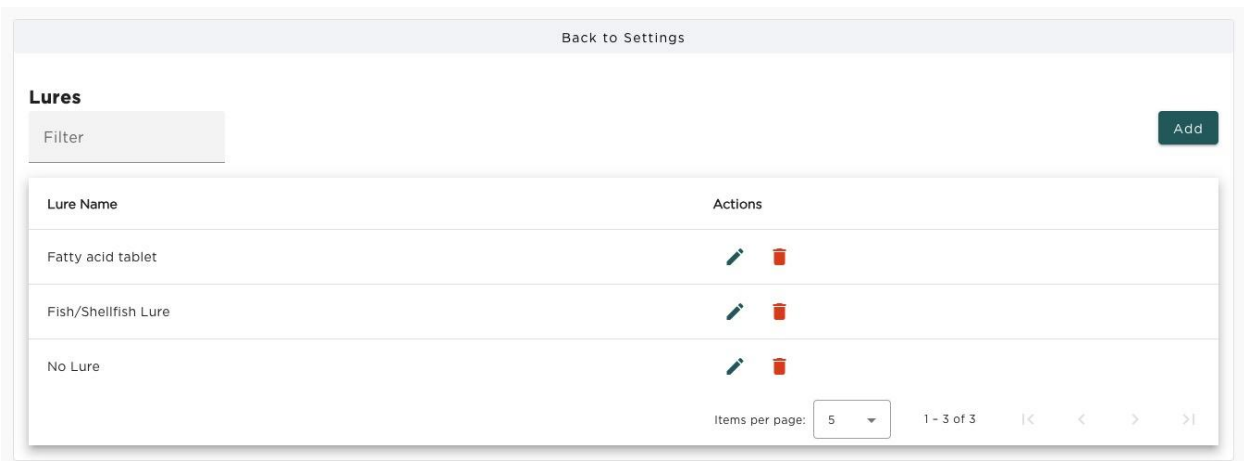 Back to Settings
Lures
Filter
Add
Lure Name Actions
Fatty acid tablet
Fish/Shellfish Lure
No Lure
Items per page: 5 1 – 3 of 3